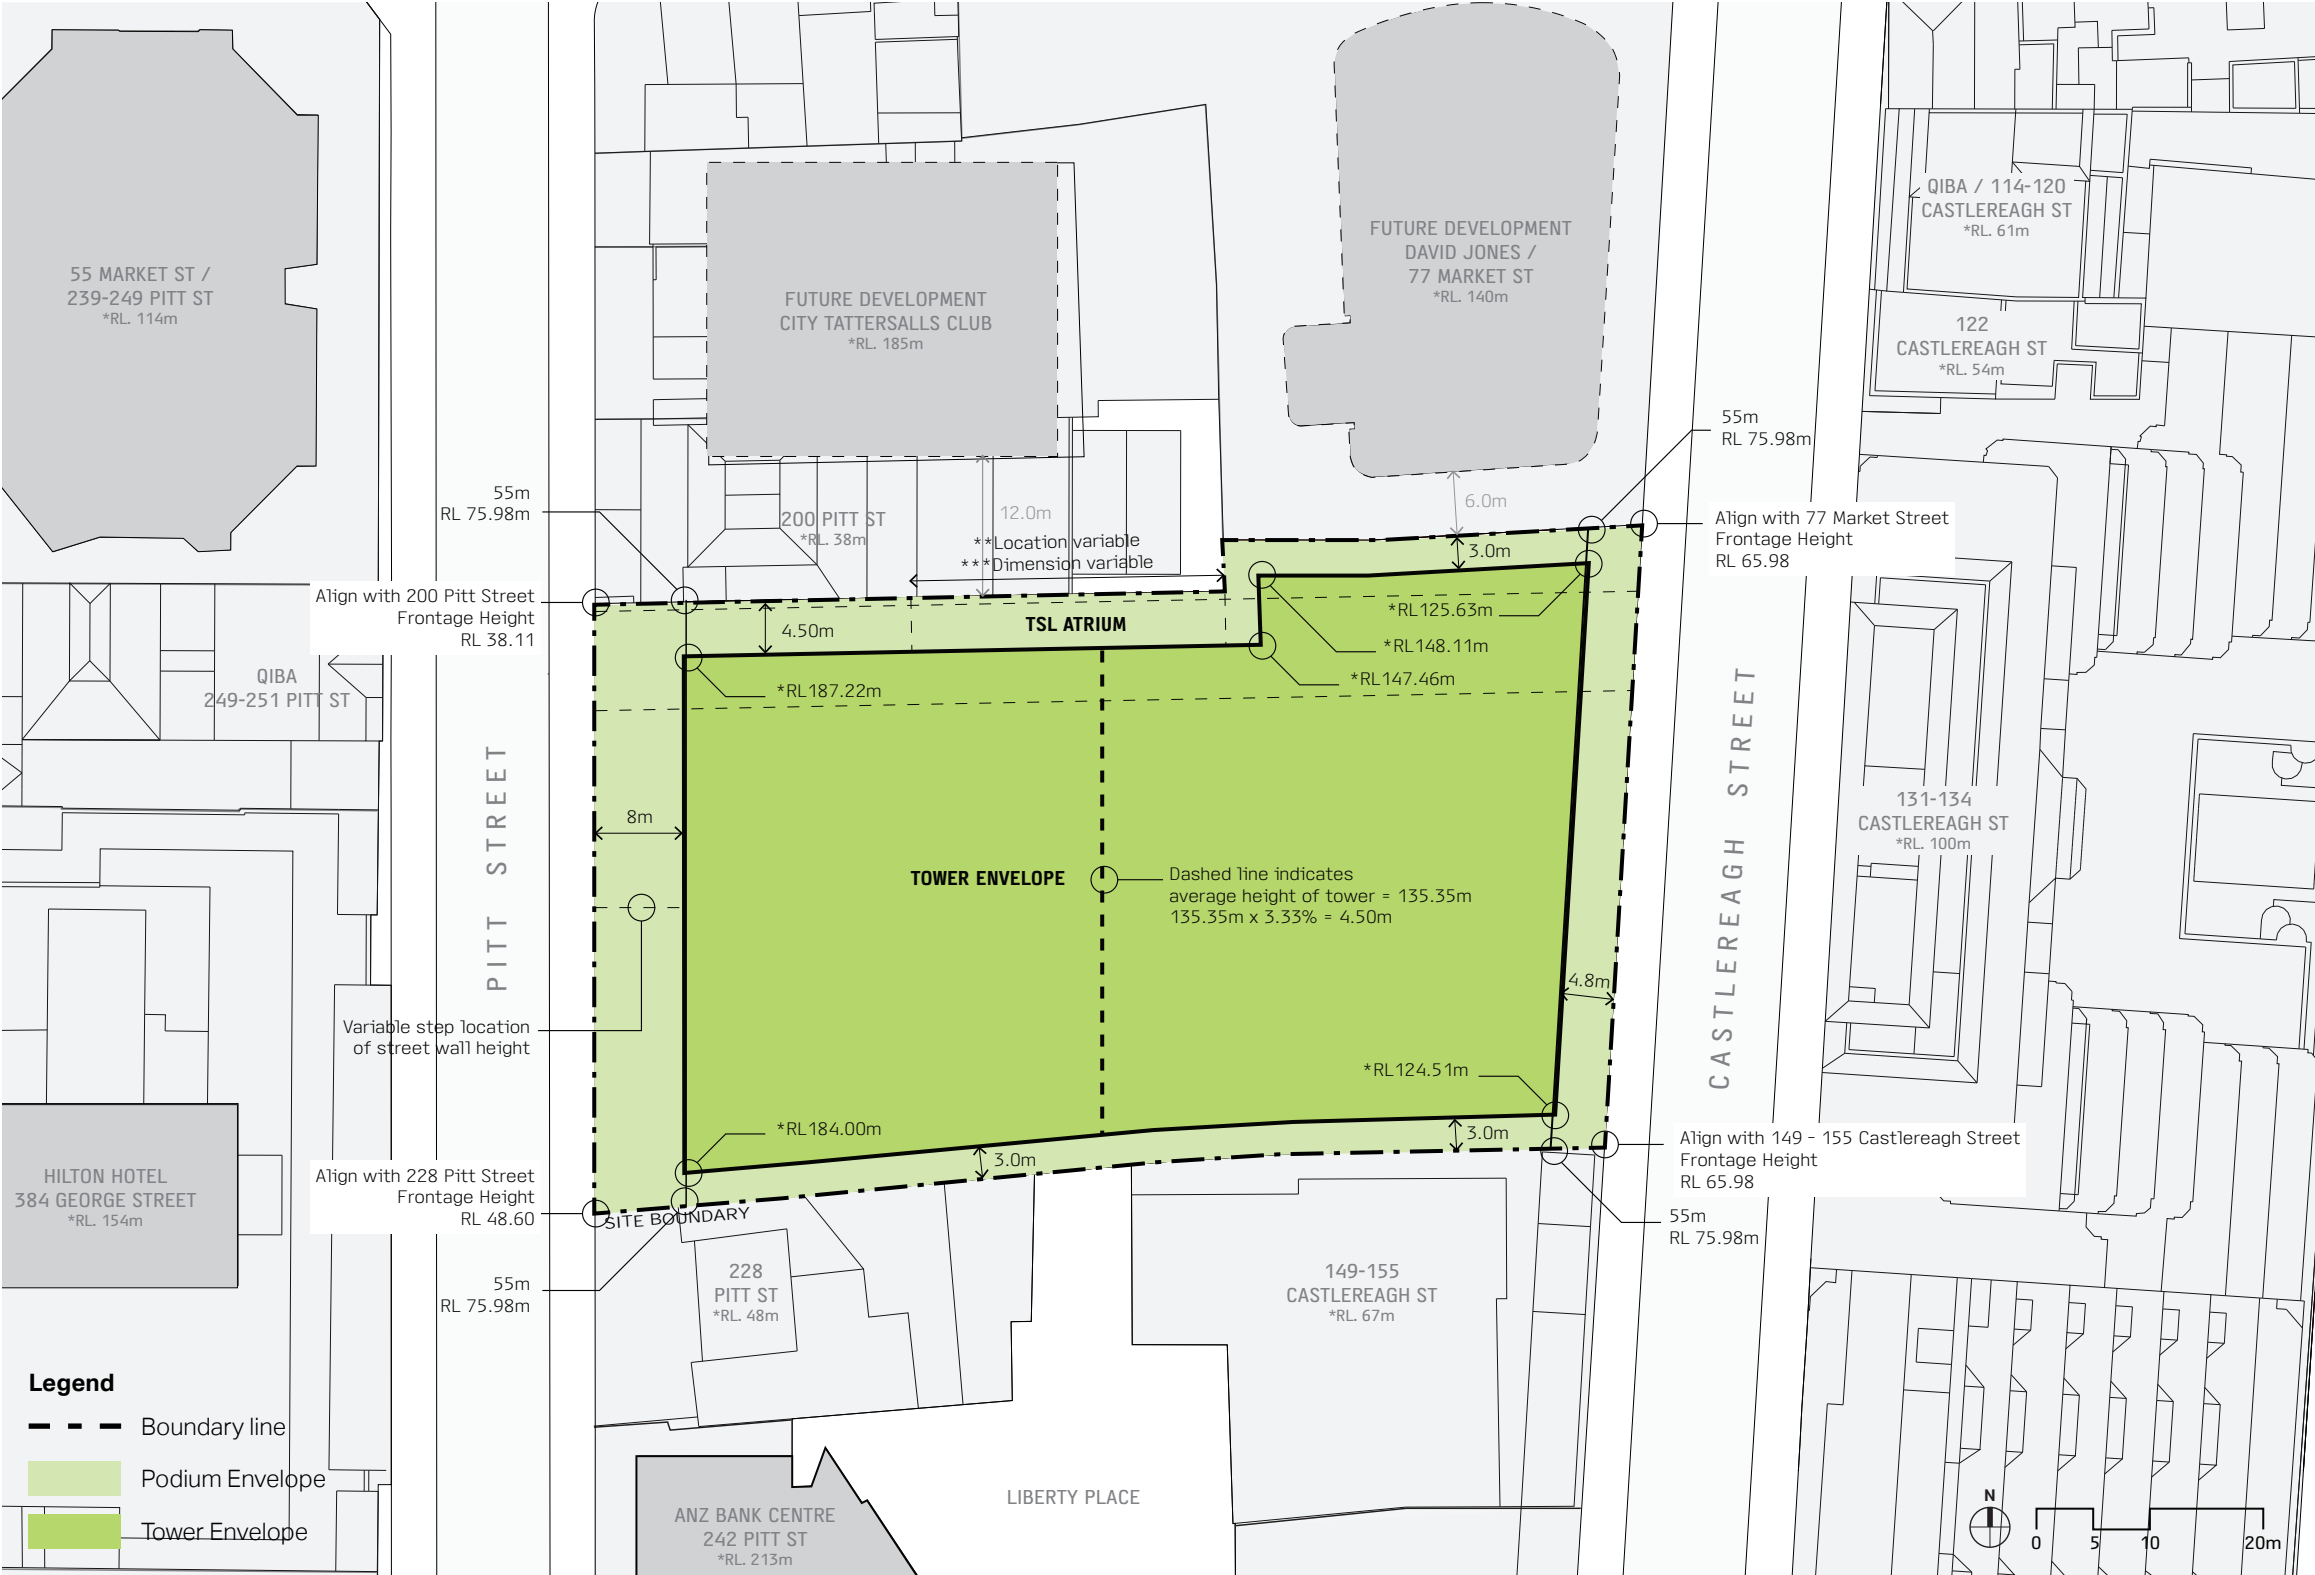 55 MARKET ST /
239-249 PITT ST
*RL. 114m
FUTURE DEVELOPMENT
CITY TATTERSALLS CLUB
*RL. 185m
FUTURE DEVELOPMENT
DAVID JONES /
77 MARKET ST
*RL. 140m
QIBA / 114-120
CASTLEREAGH ST
*RL. 61m
122
CASTLEREAGH ST
*RL. 54m
55m
RL 75.98m
55m
RL 75.98m
200 PITT ST
*RL. 38m
12.0m
6.0m
**Location variable
***Dimension variable
3.0m
Align with 77 Market Street
Frontage Height
RL 65.98
Align with 200 Pitt Street
Frontage Height
RL 38.11
4.50m
TSL ATRIUM
*RL125.63m
*RL148.11m
*RL147.46m
*RL187.22m
QIBA
249-251 PITT ST
PITT STREET
CASTLEREAGH STREET
8m
131-134
CASTLEREAGH ST
*RL. 100m
TOWER ENVELOPE
Dashed line indicates
average height of tower = 135.35m
135.35m x 3.33% = 4.50m
4.8m
Variable step location
of street wall height
*RL124.51m
*RL184.00m
3.0m
3.0m
Align with 149 - 155 Castlereagh Street
Frontage Height
RL 65.98
HILTON HOTEL
384 GEORGE STREET
*RL. 154m
Align with 228 Pitt Street
Frontage Height
RL 48.60
SITE BOUNDARY
55m
RL 75.98m
55m
RL 75.98m
228
PITT ST
*RL. 48m
149-155
CASTLEREAGH ST
*RL. 67m
Legend
Boundary line
Podium Envelope
Tower Envelope
ANZ BANK CENTRE
242 PITT ST
*RL. 213m
LIBERTY PLACE
N
0 5 10 20m